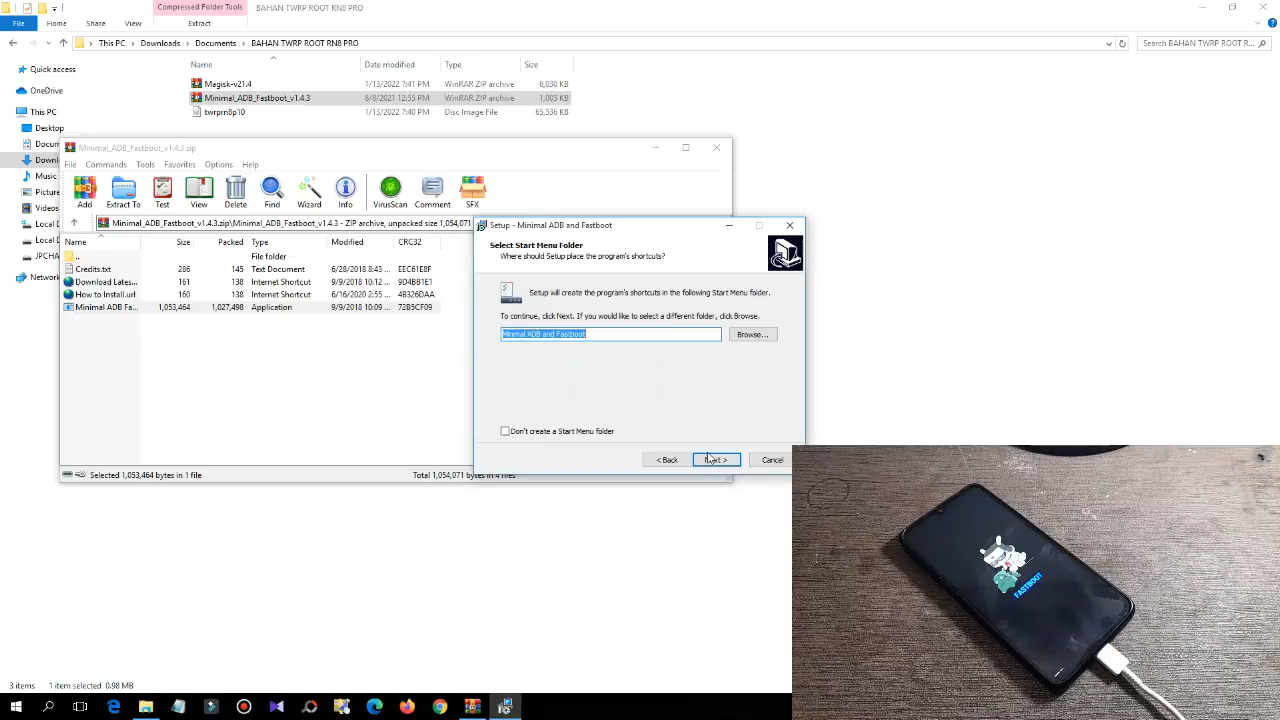 Compressed Folder Tools
BAHAN TWRP ROOT RN8 PRO
File
Home
Share
View
Extract
This PC
Downloads
Documents
BAHAN TWRP ROOT RN8 PRO
Search BAHAN TWRP ROOT R...
Name
Date modified
Type
Size
Quick access
OneDrive
This PC
Desktop
Docum
Downl
Music
Picture
Videos
Local D
Local D
JPCHA
Network
Magisk-v21.4
1/13/2022 7:41 PM
WinRAR ZIP archive
6,030 KB
Minimal_ADB_Fastboot_v1.4.3
8/8/2021 12:55 PM
WinRAR ZIP archive
1,005 KB
twrprn8p10
1/13/2022 7:40 PM
Disc Image File
65,536 KB
Minimal_ADB_Fastboot_v1.4.3.zip
File
Commands
Tools
Favorites
Options
Help
Add
Extract To
Test
View
Delete
Find
Wizard
Info
VirusScan
Comment
SFX
Minimal_ADB_Fastboot_v1.4.3.zip\Minimal_ADB_Fastboot_v1.4.3 - ZIP archive, unpacked size 1,054,071
Name
Size
Packed
Type
Modified
CRC32
..
File folder
Credits.txt
286
145
Text Document
6/28/2018 8:43 ...
EEC61E8F
Download Lates...
161
138
Internet Shortcut
9/9/2018 10:12 ...
9D4BB1E1
How to Install.url
160
138
Internet Shortcut
6/16/2020 2:55 ...
4B326DAA
Minimal ADB Fa...
1,053,464
1,027,498
Application
9/9/2018 10:09 ...
72B5CF09
Selected 1,053,464 bytes in 1 file
Total 1,054,071 bytes in 4 files
Setup - Minimal ADB and Fastboot
Select Start Menu Folder
Where should Setup place the program's shortcuts?
Setup will create the program's shortcuts in the following Start Menu folder.
To continue, click Next. If you would like to select a different folder, click Browse.
Minimal ADB and Fastboot
Browse...
Don't create a Start Menu folder
< Back
Next >
Cancel
FASTBOOT
3 items
1 item selected 0.98 MB